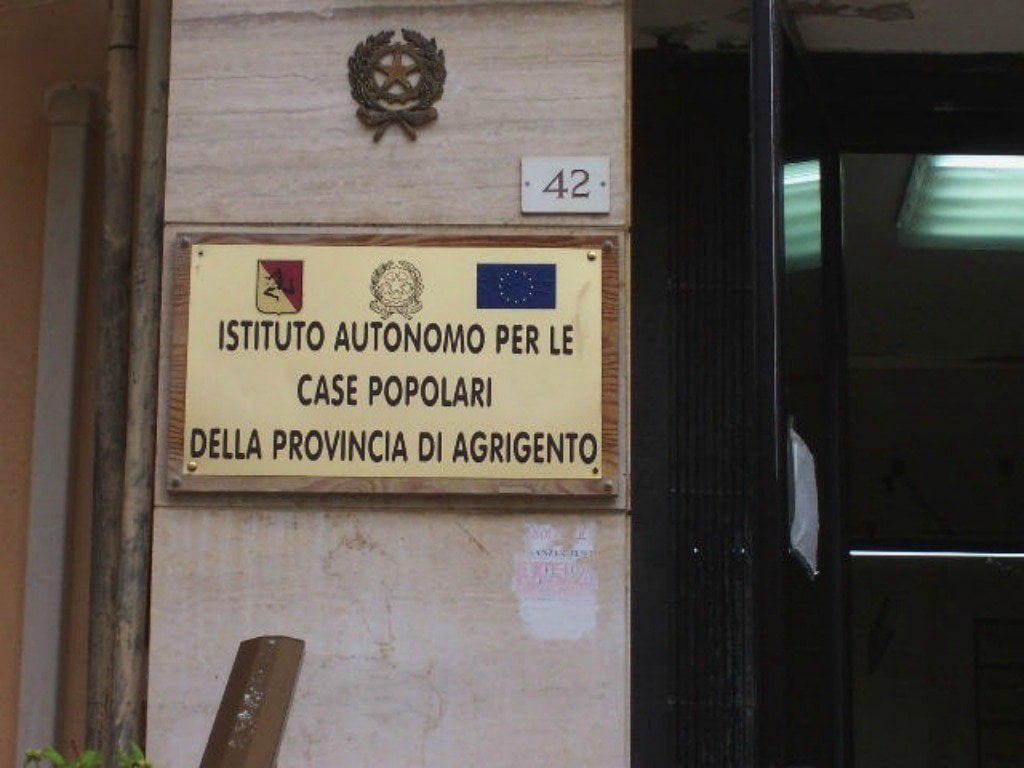 42
ISTITUTO AUTONOMO PER LE
CASE POPOLARI
DELLA PROVINCIA DI AGRIGENTO